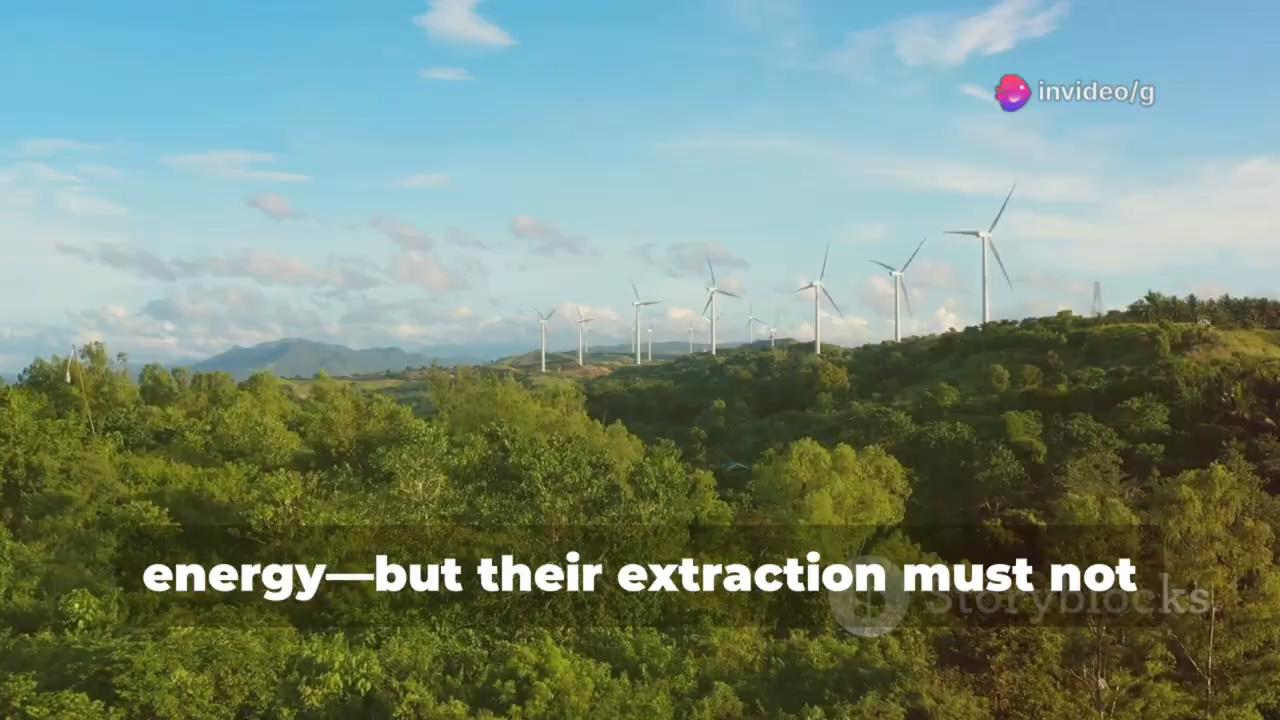 invideo/g
energy—but their extraction must not
Storyblocks